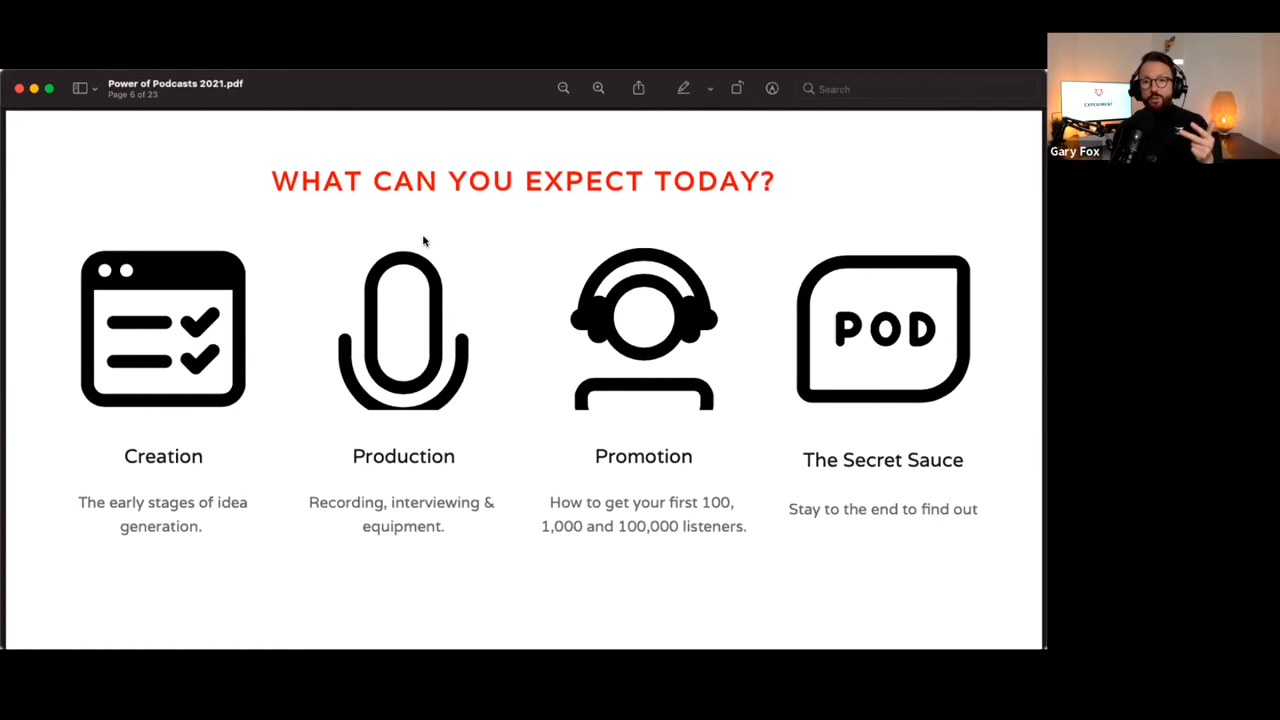 Power of Podcasts 2021.pdf
Page 6 of 23
Search
EXPERIMENT
Gary Fox
WHAT CAN YOU EXPECT TODAY?
POD
Creation
Production
Promotion
The Secret Sauce
The early stages of idea
generation.
Recording, interviewing &
equipment.
How to get your first 100,
1,000 and 100,000 listeners.
Stay to the end to find out